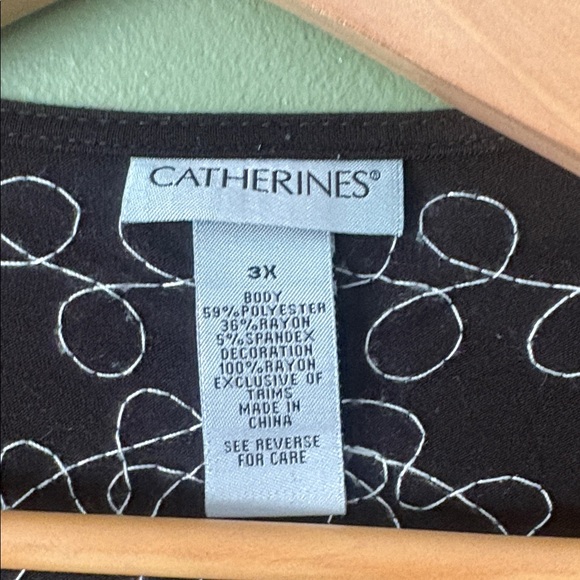 CATHERINES®
3X
BODY
59%POLYESTER
36%RAYON
5%SPANDEX
DECORATION
100%RAYON
EXCLUSIVE OF
TRIMS
MADE IN
CHINA
SEE REVERSE
FOR CARE